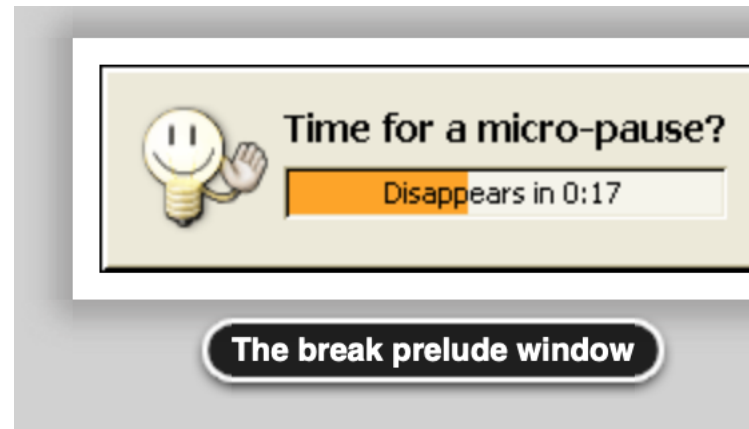 Time for a micro-pause?
Disappears in 0:17
The break prelude window